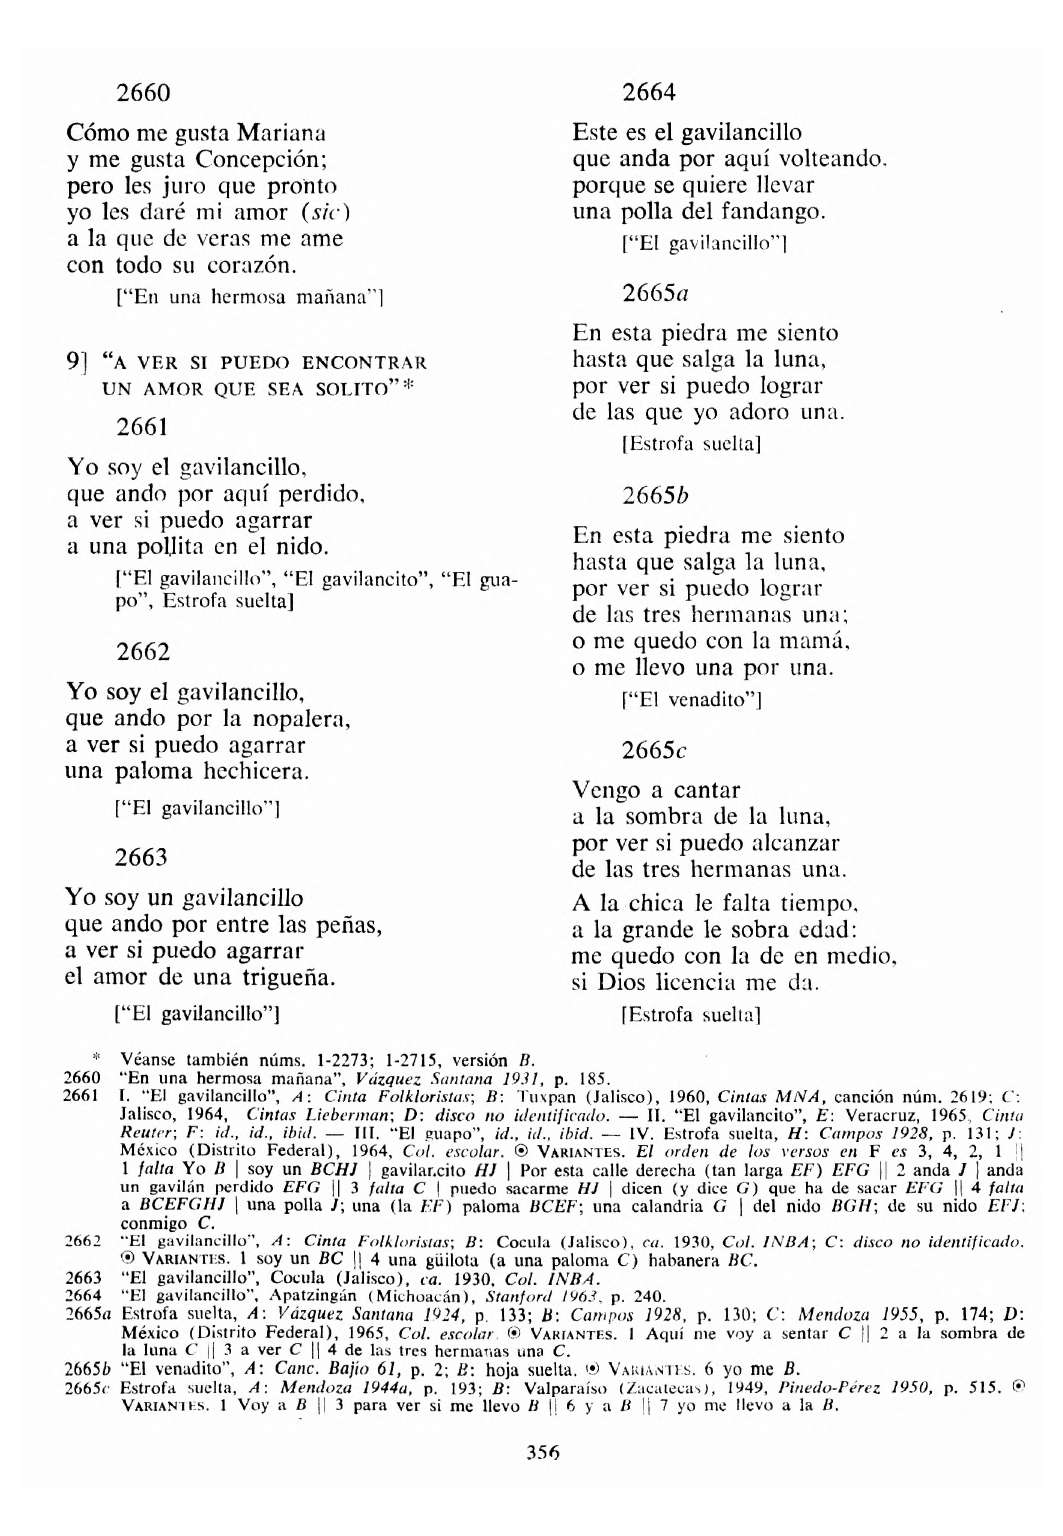 2660
Cómo me gusta Mariana
y me gusta Concepción;
pero les juro que pronto
yo les daré mi amor (sic)
a la que de veras me ame
con todo su corazón.
[“En una hermosa mañana”]
9] “A VER SI PUEDO ENCONTRAR
UN AMOR QUE SEA SOLITO”*
2661
Yo soy el gavilancillo,
que ando por aquí perdido,
a ver si puedo agarrar
a una pollita en el nido.
[“El gavilancillo”, “El gavilancito”, “El gua-
po”, Estrofa suelta]
2662
Yo soy el gavilancillo,
que ando por la nopalera,
a ver si puedo agarrar
una paloma hechicera.
[“El gavilancillo”]
2663
Yo soy un gavilancillo
que ando por entre las peñas,
a ver si puedo agarrar
el amor de una trigueña.
[“El gavilancillo”]
2664
Este es el gavilancillo
que anda por aquí volteando.
porque se quiere llevar
una polla del fandango.
[“El gavilancillo”]
2665a
En esta piedra me siento
hasta que salga la luna,
por ver si puedo lograr
de las que yo adoro una.
[Estrofa suelta]
2665b
En esta piedra me siento
hasta que salga la luna,
por ver si puedo lograr
de las tres hermanas una;
o me quedo con la mamá,
o me llevo una por una.
[“El venadito”]
2665c
Vengo a cantar
a la sombra de la luna,
por ver si puedo alcanzar
de las tres hermanas una.
A la chica le falta tiempo,
a la grande le sobra edad:
me quedo con la de en medio,
si Dios licencia me da.
[Estrofa suelta]
* Véanse también núms. 1-2273; 1-2715, versión B.
2660 “En una hermosa mañana”, Vázquez Santana 1931, p. 185.
2661 I. “El gavilancillo”, A: Cinta Folkloristas; B: Tuxpan (Jalisco), 1960, Cintas MNA, canción núm. 2619; C:
Jalisco, 1964, Cintas Lieberman; D: disco no identificado. — II. “El gavilancito”, E: Veracruz, 1965, Cinta
Reuter; F: id., id., ibid. — III. “El guapo”, id., id., ibid. — IV. Estrofa suelta, H: Campos 1928, p. 131; J:
México (Distrito Federal), 1964, Col. escolar. ⊙ VARIANTES. El orden de los versos en F es 3, 4, 2, 1 ||
1 falta Yo B | soy un BCHJ | gavilancito HJ | Por esta calle derecha (tan larga EF) EFG || 2 anda J | anda
un gavilán perdido EFG || 3 falta C | puedo sacarme HJ | dicen (y dice G) que ha de sacar EFG || 4 falta
a BCEFGHJ | una polla J; una (la EF) paloma BCEF; una calandria G | del nido BGH; de su nido EFJ;
conmigo C.
2662 “El gavilancillo”, A: Cinta Folkloristas; B: Cocula (Jalisco), ca. 1930, Col. INBA; C: disco no identificado.
⊙ VARIANTES. 1 soy un BC || 4 una güilota (a una paloma C) habanera BC.
2663 “El gavilancillo”, Cocula (Jalisco), ca. 1930, Col. INBA.
2664 “El gavilancillo”, Apatzingán (Michoacán), Stanford 1963, p. 240.
2665a Estrofa suelta, A: Vázquez Santana 1924, p. 133; B: Campos 1928, p. 130; C: Mendoza 1955, p. 174; D:
México (Distrito Federal), 1965, Col. escolar. ⊙ VARIANTES. 1 Aquí me voy a sentar C || 2 a la sombra de
la luna C || 3 a ver C || 4 de las tres hermanas una C.
2665b “El venadito”, A: Canc. Bajío 61, p. 2; B: hoja suelta. ⊙ VARIANTES. 6 yo me B.
2665c Estrofa suelta, A: Mendoza 1944a, p. 193; B: Valparaíso (Zacatecas), 1949, Pinedo-Pérez 1950, p. 515. ⊙
VARIANTES. 1 Voy a B || 3 para ver si me llevo B || 6 y a B || 7 yo me llevo a la B.
356